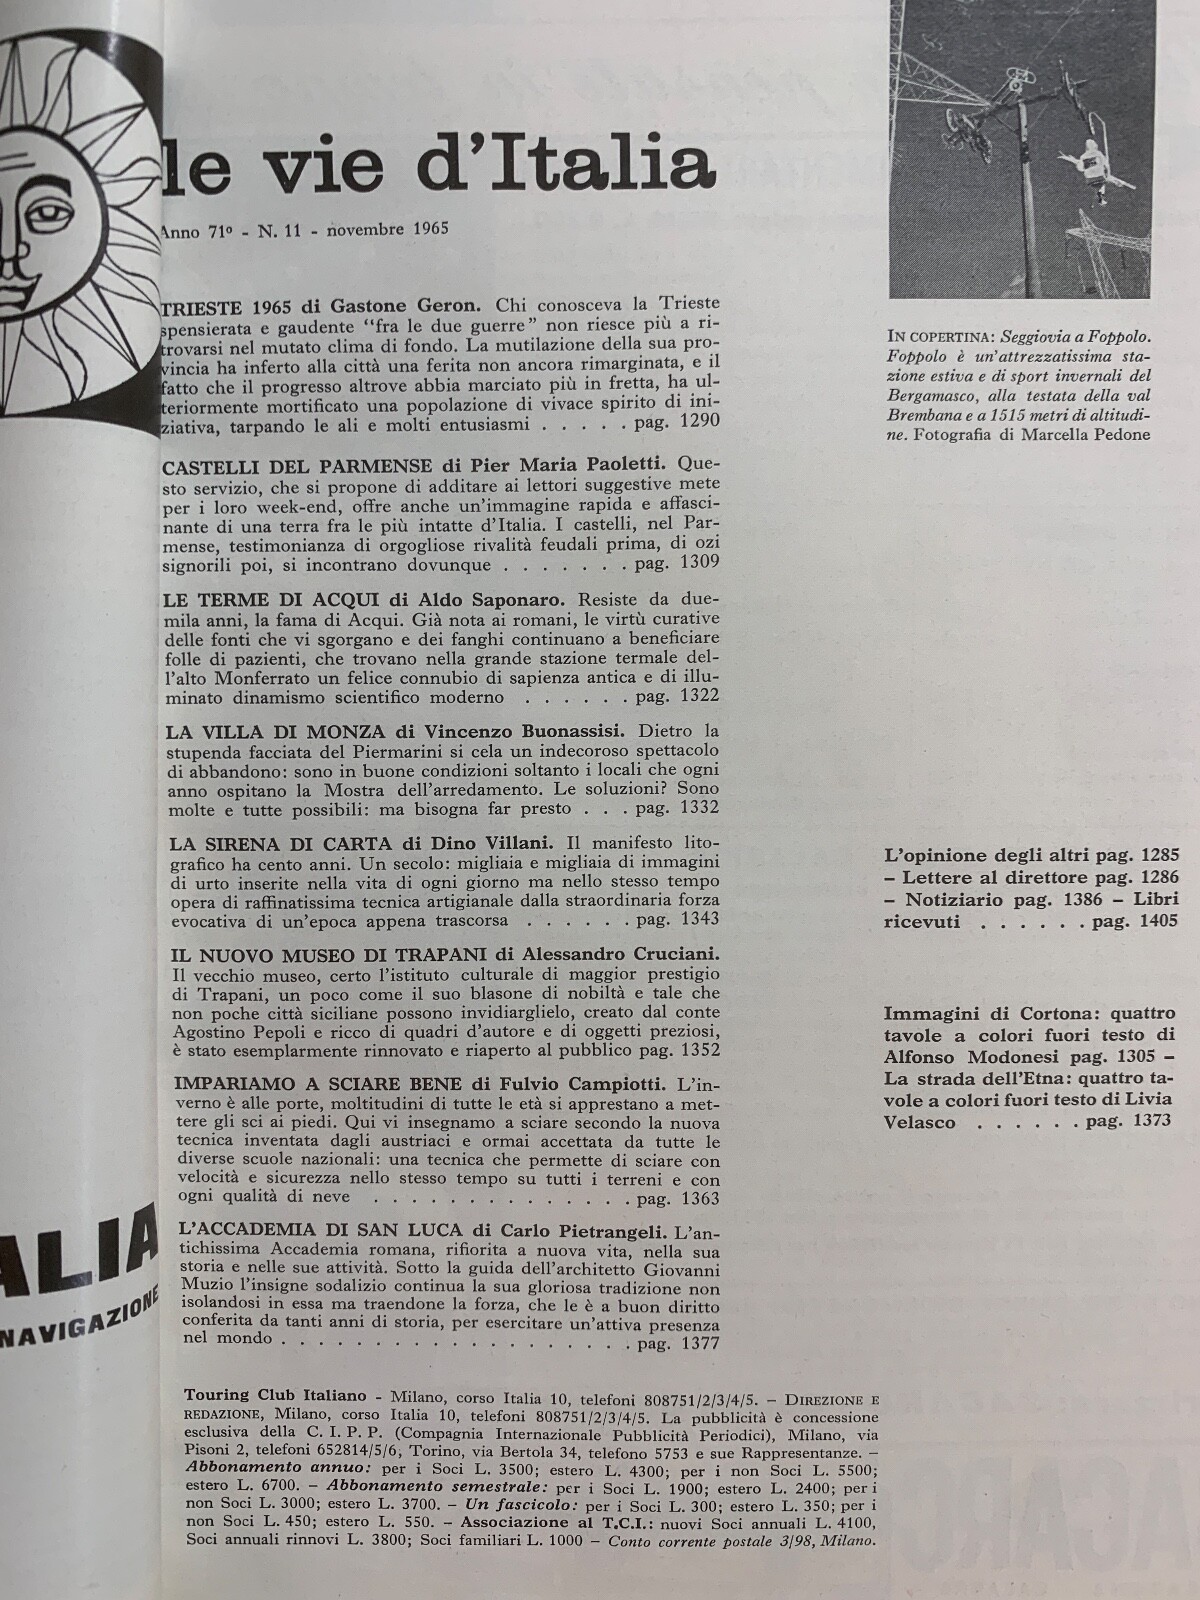 le vie d'Italia
Anno 71º - N. 11 - novembre 1965
TRIESTE 1965 di Gastone Geron. Chi conosceva la Trieste
spensierata e gaudente “fra le due guerre” non riesce più a ri-
trovarsi nel mutato clima di fondo. La mutilazione della sua pro-
vincia ha inferto alla città una ferita non ancora rimarginata, e il
fatto che il progresso altrove abbia marciato più in fretta, ha ul-
teriormente mortificato una popolazione di vivace spirito di ini-
ziativa, tarpando le ali e molti entusiasmi . . . . . pag. 1290
CASTELLI DEL PARMENSE di Pier Maria Paoletti. Que-
sto servizio, che si propone di additare ai lettori suggestive mete
per i loro week-end, offre anche un'immagine rapida e affasci-
nante di una terra fra le più intatte d'Italia. I castelli, nel Par-
mense, testimonianza di orgogliose rivalità feudali prima, di ozi
signorili poi, si incontrano dovunque . . . . . . . pag. 1309
LE TERME DI ACQUI di Aldo Saponaro. Resiste da due-
mila anni, la fama di Acqui. Già nota ai romani, le virtù curative
delle fonti che vi sgorgano e dei fanghi continuano a beneficiare
folle di pazienti, che trovano nella grande stazione termale del-
l'alto Monferrato un felice connubio di sapienza antica e di illu-
minato dinamismo scientifico moderno . . . . . . pag. 1322
LA VILLA DI MONZA di Vincenzo Buonassisi. Dietro la
stupenda facciata del Piermarini si cela un indecoroso spettacolo
di abbandono: sono in buone condizioni soltanto i locali che ogni
anno ospitano la Mostra dell'arredamento. Le soluzioni? Sono
molte e tutte possibili: ma bisogna far presto . . . pag. 1332
LA SIRENA DI CARTA di Dino Villani. Il manifesto lito-
grafico ha cento anni. Un secolo: migliaia e migliaia di immagini
di urto inserite nella vita di ogni giorno ma nello stesso tempo
opera di raffinatissima tecnica artigianale dalla straordinaria forza
evocativa di un'epoca appena trascorsa . . . . . . pag. 1343
IL NUOVO MUSEO DI TRAPANI di Alessandro Cruciani.
Il vecchio museo, certo l'istituto culturale di maggior prestigio
di Trapani, un poco come il suo blasone di nobiltà e tale che
non poche città siciliane possono invidiarglielo, creato dal conte
Agostino Pepoli e ricco di quadri d'autore e di oggetti preziosi,
è stato esemplarmente rinnovato e riaperto al pubblico pag. 1352
IMPARIAMO A SCIARE BENE di Fulvio Campiotti. L'in-
verno è alle porte, moltitudini di tutte le età si apprestano a met-
tere gli sci ai piedi. Qui vi insegnamo a sciare secondo la nuova
tecnica inventata dagli austriaci e ormai accettata da tutte le
diverse scuole nazionali: una tecnica che permette di sciare con
velocità e sicurezza nello stesso tempo su tutti i terreni e con
ogni qualità di neve . . . . . . . . . . . . . . pag. 1363
L'ACCADEMIA DI SAN LUCA di Carlo Pietrangeli. L'an-
tichissima Accademia romana, rifiorita a nuova vita, nella sua
storia e nelle sue attività. Sotto la guida dell'architetto Giovanni
Muzio l'insigne sodalizio continua la sua gloriosa tradizione non
isolandosi in essa ma traendone la forza, che le è a buon diritto
conferita da tanti anni di storia, per esercitare un'attiva presenza
nel mondo . . . . . . . . . . . . . . . . . . . pag. 1377
IN COPERTINA: Seggiovia a Foppolo.
Foppolo è un'attrezzatissima sta-
zione estiva e di sport invernali del
Bergamasco, alla testata della val
Brembana e a 1515 metri di altitudi-
ne. Fotografia di Marcella Pedone
L'opinione degli altri pag. 1285
– Lettere al direttore pag. 1286
– Notiziario pag. 1386 – Libri
ricevuti . . . . . . pag. 1405
Immagini di Cortona: quattro
tavole a colori fuori testo di
Alfonso Modonesi pag. 1305 –
La strada dell'Etna: quattro ta-
vole a colori fuori testo di Livia
Velasco . . . . . . pag. 1373
ALIA
NAVIGAZIONE
Touring Club Italiano - Milano, corso Italia 10, telefoni 808751/2/3/4/5. – DIREZIONE E
REDAZIONE, Milano, corso Italia 10, telefoni 808751/2/3/4/5. La pubblicità è concessione
esclusiva della C. I. P. P. (Compagnia Internazionale Pubblicità Periodici), Milano, via
Pisoni 2, telefoni 652814/5/6; Torino, via Bertola 34, telefono 5753 e sue Rappresentanze. –
Abbonamento annuo: per i Soci L. 3500; estero L. 4300; per i non Soci L. 5500;
estero L. 6700. – Abbonamento semestrale: per i Soci L. 1900; estero L. 2400; per i
non Soci L. 3000; estero L. 3700. – Un fascicolo: per i Soci L. 300; estero L. 350; per i
non Soci L. 450; estero L. 550. – Associazione al T.C.I.: nuovi Soci annuali L. 4100,
Soci annuali rinnovi L. 3800; Soci familiari L. 1000 – Conto corrente postale 3/98, Milano.